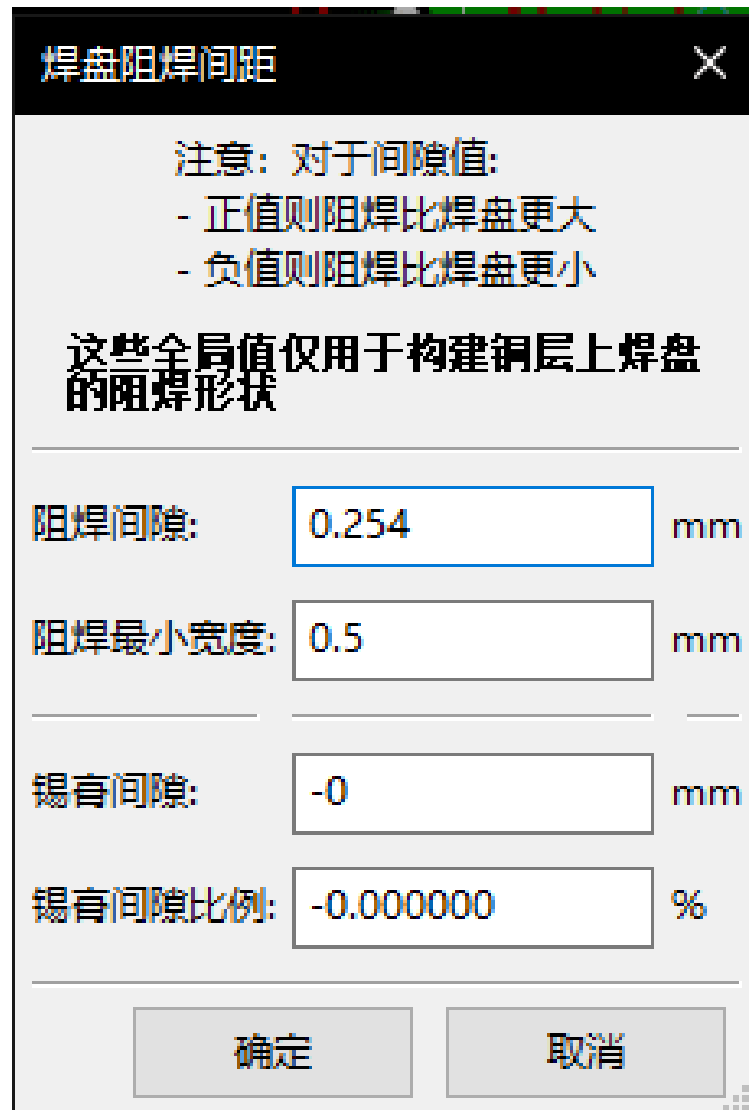 焊盘阻焊间距
注意：对于间隙值:
- 正值则阻焊比焊盘更大
- 负值则阻焊比焊盘更小
这些全局值仅用于构建铜层上焊盘
的阻焊形状
阻焊间隙: 0.254 mm
阻焊最小宽度: 0.5 mm
锡膏间隙: -0 mm
锡膏间隙比例: -0.000000 %
确定 取消